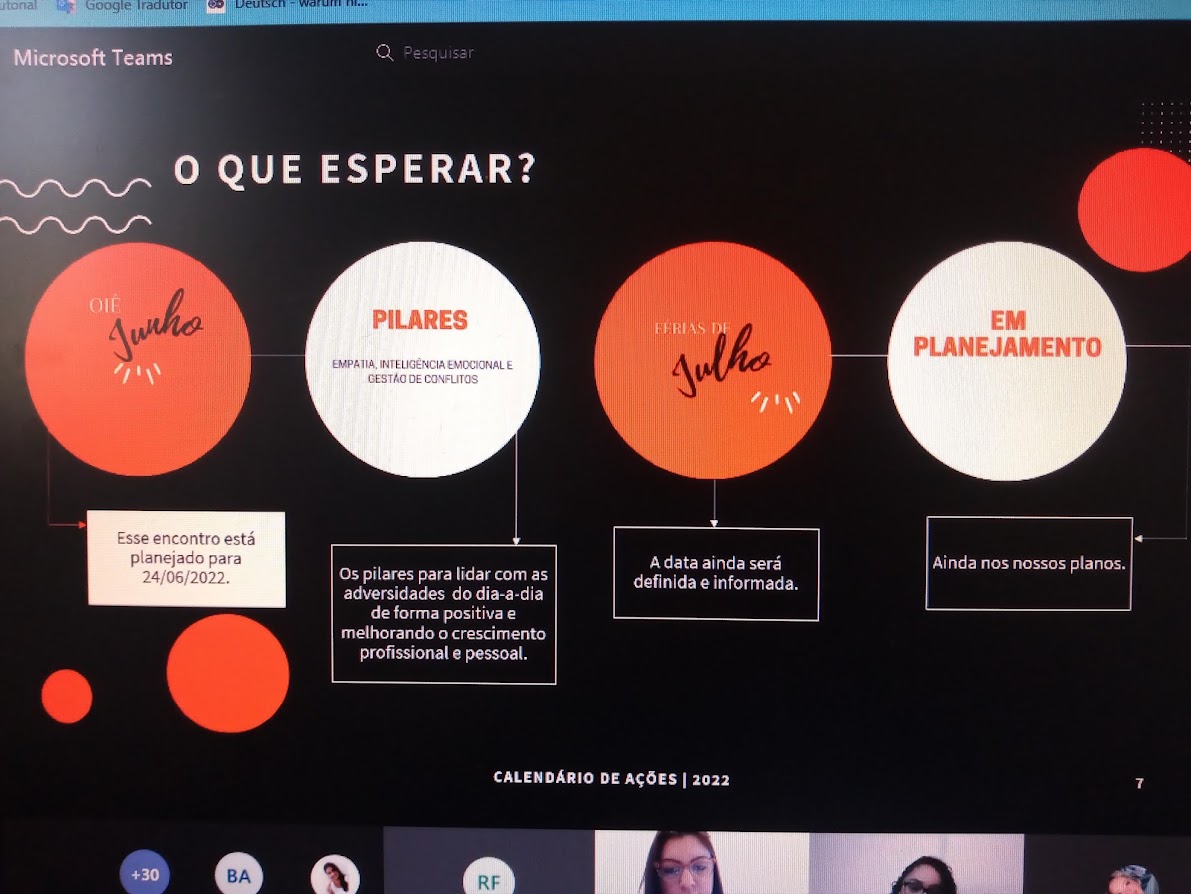 Google Tradutor
Deutsch - warum ni...
Microsoft Teams
Pesquisar
O QUE ESPERAR?
OIÊ
Junho
PILARES
EMPATIA, INTELIGÊNCIA EMOCIONAL E
GESTÃO DE CONFLITOS
FÉRIAS DE
Julho
EM
PLANEJAMENTO
Esse encontro está
planejado para
24/06/2022.
Os pilares para lidar com as
adversidades do dia-a-dia
de forma positiva e
melhorando o crescimento
profissional e pessoal.
A data ainda será
definida e informada.
Ainda nos nossos planos.
CALENDÁRIO DE AÇÕES | 2022
7
+30
BA
RF